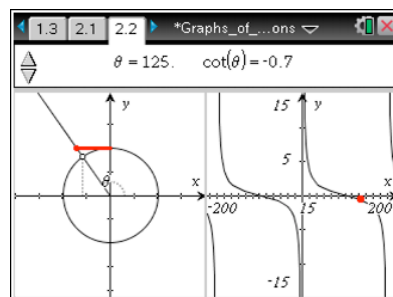 1.3 2.1 2.2 *Graphs_of_...ons
θ = 125. cot(θ) = -0.7
y 15 y
5
θ
x x
-200 15 200
-15